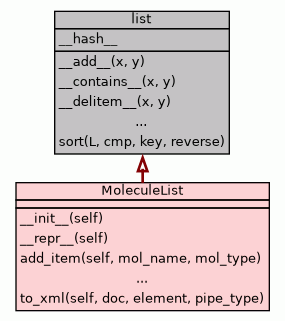 list
__hash__
__add__(x, y)
__contains__(x, y)
__delitem__(x, y)
...
sort(L, cmp, key, reverse)
MoleculeList
__init__(self)
__repr__(self)
add_item(self, mol_name, mol_type)
...
to_xml(self, doc, element, pipe_type)